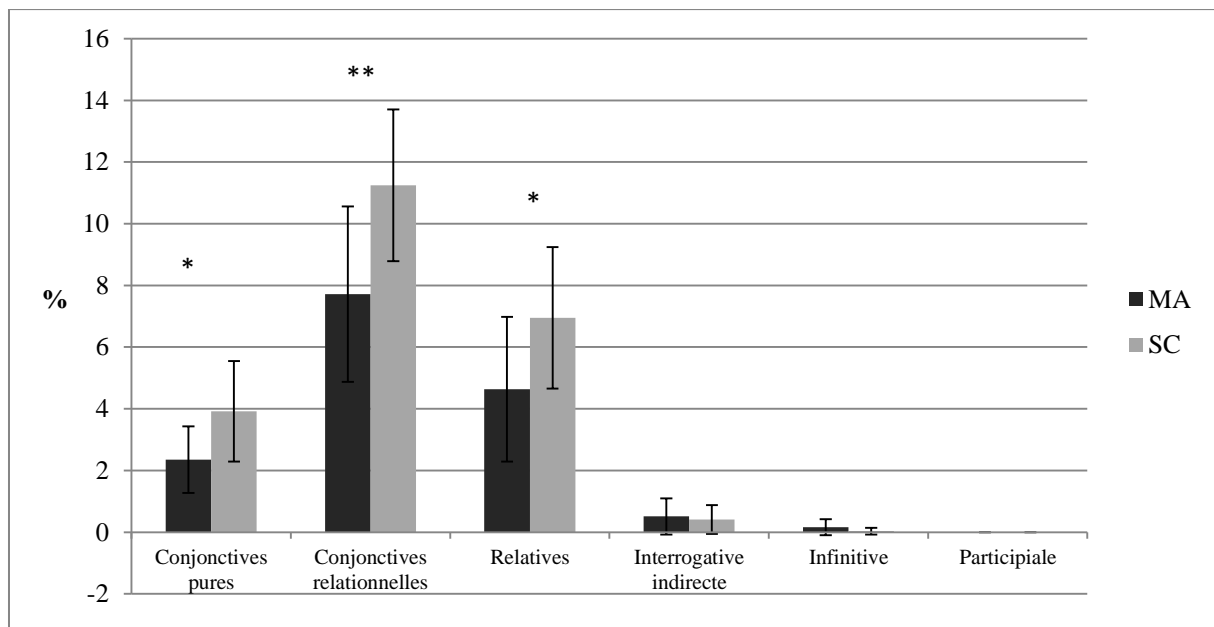 16
14
12
10
8
6
4
2
0
-2
%
*
**
*
Conjonctives
pures
Conjonctives
relationnelles
Relatives
Interrogative
indirecte
Infinitive
Participiale
MA
SC